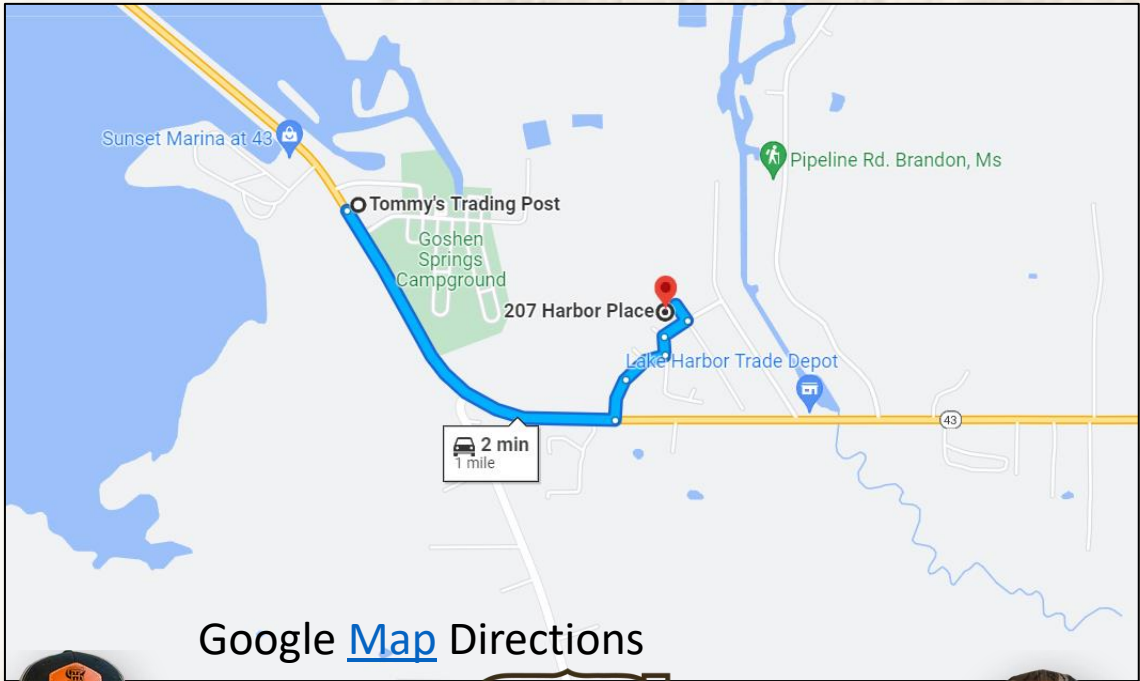 Sunset Marina at 43
Pipeline Rd. Brandon, Ms
Tommy's Trading Post
Goshen
Springs
Campground
207 Harbor Place
Lake Harbor Trade Depot
43
2 min
1 mile
Google Map Directions